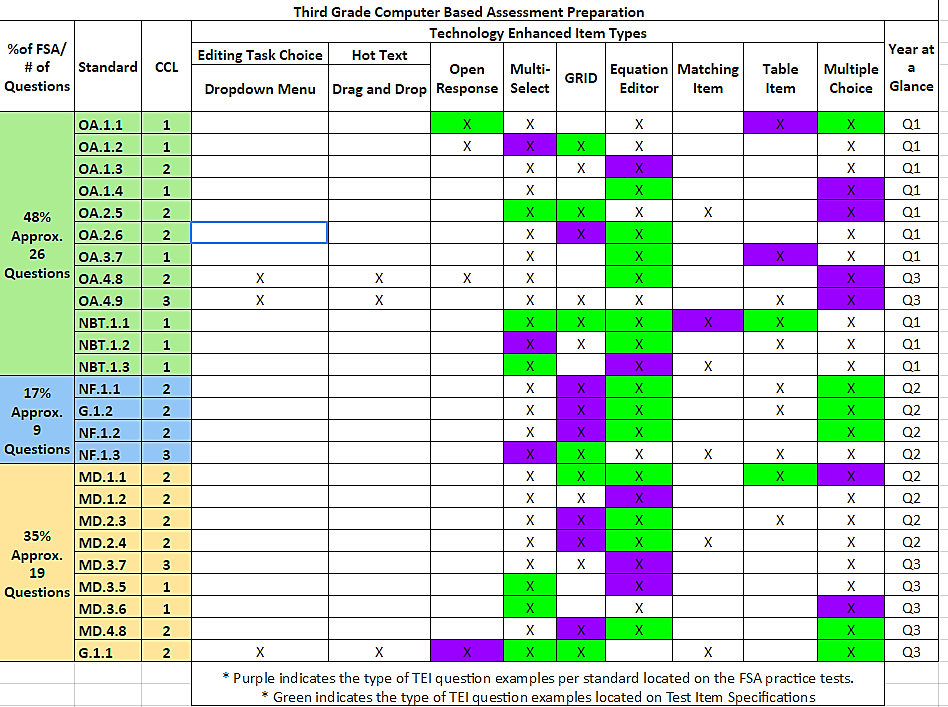 Third Grade Computer Based Assessment Preparation
%of FSA/ # of Questions Standard CCL Technology Enhanced Item Types Year at a Glance
Editing Task Choice Hot Text Open Response Multi-Select GRID Equation Editor Matching Item Table Item Multiple Choice
Dropdown Menu Drag and Drop
48% Approx. 26 Questions
OA.1.1 1 X X X X X Q1
OA.1.2 1 X X X X X Q1
OA.1.3 2 X X X X Q1
OA.1.4 1 X X X Q1
OA.2.5 2 X X X X X Q1
OA.2.6 2 X X X X Q1
OA.3.7 1 X X X X Q1
OA.4.8 2 X X X X X X Q3
OA.4.9 3 X X X X X X X Q3
NBT.1.1 1 X X X X X X Q1
NBT.1.2 1 X X X X X Q1
NBT.1.3 1 X X X X Q1
17% Approx. 9 Questions
NF.1.1 2 X X X X X Q2
G.1.2 2 X X X X X Q2
NF.1.2 2 X X X X Q2
NF.1.3 3 X X X X X X Q2
35% Approx. 19 Questions
MD.1.1 2 X X X X X Q2
MD.1.2 2 X X X X Q2
MD.2.3 2 X X X X X Q2
MD.2.4 2 X X X X X Q2
MD.3.7 3 X X X X Q3
MD.3.5 1 X X X Q3
MD.3.6 1 X X X Q3
MD.4.8 2 X X X X Q3
G.1.1 2 X X X X X X X Q3
* Purple indicates the type of TEI question examples per standard located on the FSA practice tests.
* Green indicates the type of TEI question examples located on Test Item Specifications